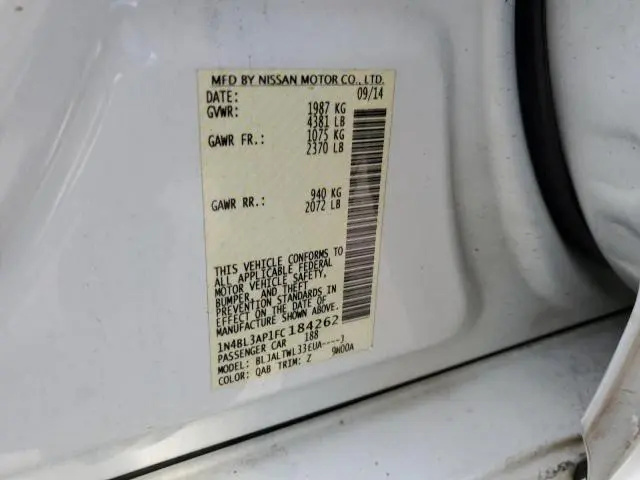 MFD BY NISSAN MOTOR CO., LTD.
DATE: 09/14
GVWR: 1987 KG
4381 LB
GAWR FR.: 1075 KG
2370 LB
GAWR RR.: 940 KG
2072 LB
THIS VEHICLE CONFORMS TO
ALL APPLICABLE FEDERAL
MOTOR VEHICLE SAFETY,
BUMPER, AND THEFT
PREVENTION STANDARDS IN
EFFECT ON THE DATE OF
MANUFACTURE SHOWN ABOVE.
1N4BL3AP1FC184262
PASSENGER CAR 188
MODEL: BLJALTWL33EUA----J
COLOR: QAB TRIM: Z 9H00A